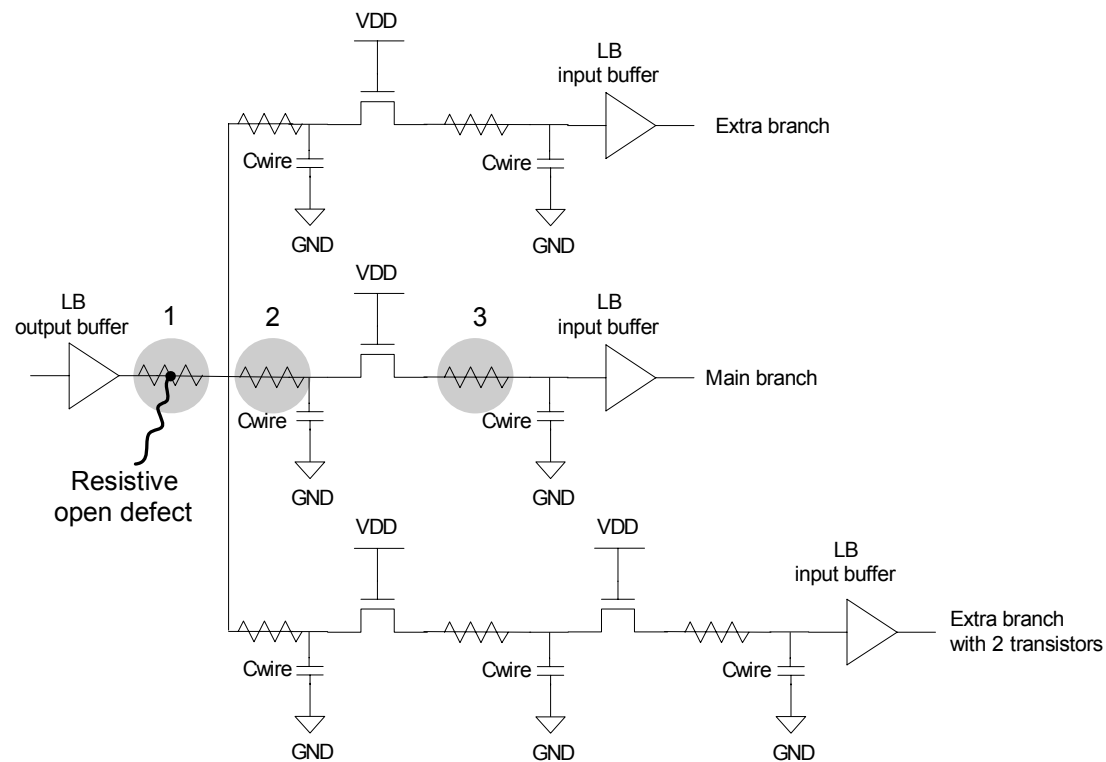 VDD
LB
input buffer
Extra branch
Cwire
Cwire
GND
GND
VDD
LB
output buffer
1
2
3
LB
input buffer
Main branch
Cwire
Cwire
Resistive
open defect
GND
GND
VDD
VDD
LB
input buffer
Extra branch
with 2 transistors
Cwire
Cwire
Cwire
GND
GND
GND